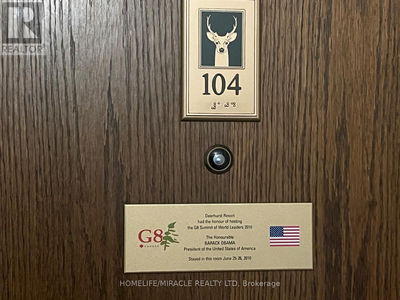 REALTOR
104
Deerhurst Resort
had the honour of hosting
the G8 Summit of World Leaders 2010
The Honourable
BARACK OBAMA
President of the United States of America
Stayed in this room June 25-26, 2010
G8
HOMELIFE/MIRACLE REALTY LTD, Brokerage